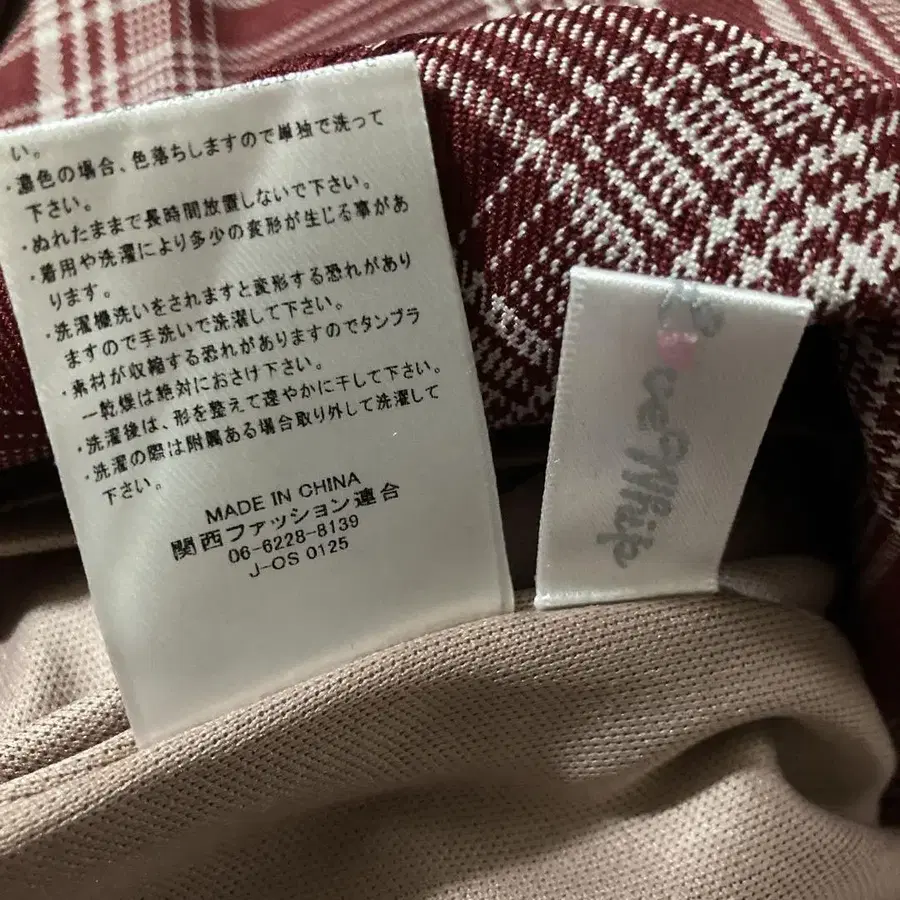 い。
・濃色の場合、色落ちしますので単独で洗って
下さい。
・ぬれたままで長時間放置しないで下さい。
・着用や洗濯により多少の変形が生じる事があ
ります。
・洗濯機洗いをされますと変形する恐れがあり
ますので手洗いで洗濯して下さい。
・素材が収縮する恐れがありますのでタンブラ
ー乾燥は絶対におさけ下さい。
・洗濯後は、形を整えて速やかに干して下さい。
・洗濯の際は附属ある場合取り外して洗濯して
下さい。
MADE IN CHINA
関西ファッション連合
06-6228-8139
J-OS 0125